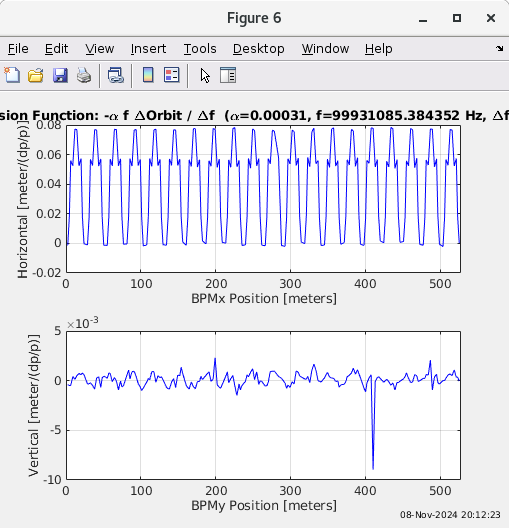 Figure 6
File Edit View Insert Tools Desktop Window Help
sion Function: -α f ΔOrbit / Δf (α=0.00031, f=99931085.384352 Hz, Δf
Horizontal [meter/(dp/p)]
0.08
0.06
0.04
0.02
0
-0.02
0 100 200 300 400 500
BPMx Position [meters]
×10⁻³
Vertical [meter/(dp/p)]
5
0
-5
-10
0 100 200 300 400 500
BPMy Position [meters]
08-Nov-2024 20:12:23